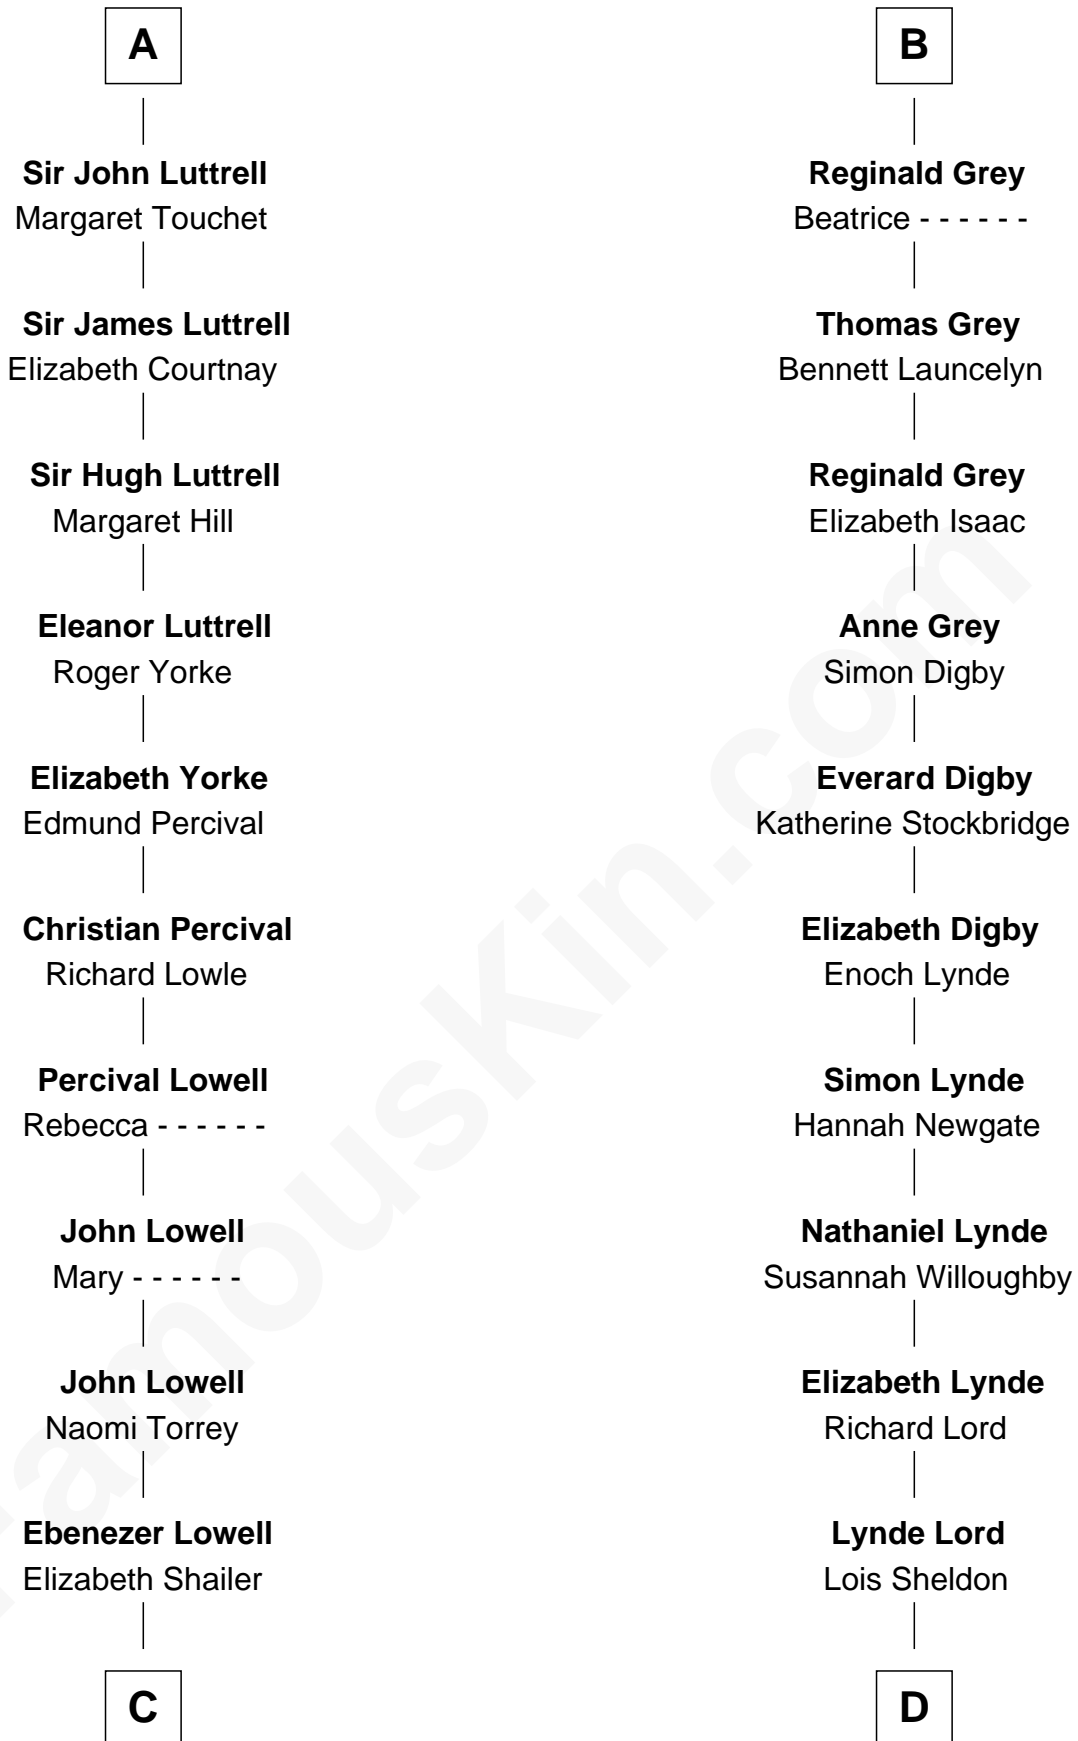 A
B
Sir John Luttrell
Margaret Touchet
Reginald Grey
Beatrice - - - - - -
Sir James Luttrell
Elizabeth Courtnay
Thomas Grey
Bennett Launcelyn
Sir Hugh Luttrell
Margaret Hill
Reginald Grey
Elizabeth Isaac
Eleanor Luttrell
Roger Yorke
Anne Grey
Simon Digby
Elizabeth Yorke
Edmund Percival
Everard Digby
Katherine Stockbridge
Christian Percival
Richard Lowle
Elizabeth Digby
Enoch Lynde
Percival Lowell
Rebecca - - - - - -
Simon Lynde
Hannah Newgate
John Lowell
Mary - - - - - -
Nathaniel Lynde
Susannah Willoughby
John Lowell
Naomi Torrey
Elizabeth Lynde
Richard Lord
Ebenezer Lowell
Elizabeth Shailer
Lynde Lord
Lois Sheldon
C
D
FamousKin.com